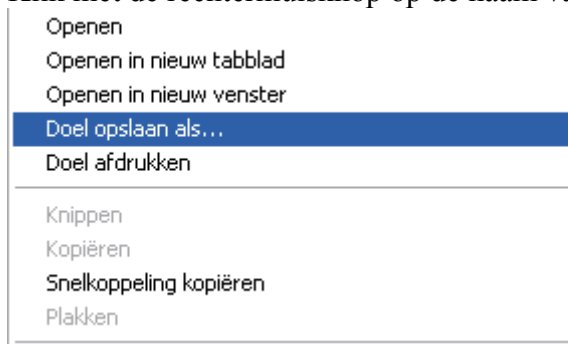 Openen
Openen in nieuw tabblad
Openen in nieuw venster
Doel opslaan als...
Doel afdrukken
Knippen
Kopiëren
Snelkoppeling kopiëren
Plakken